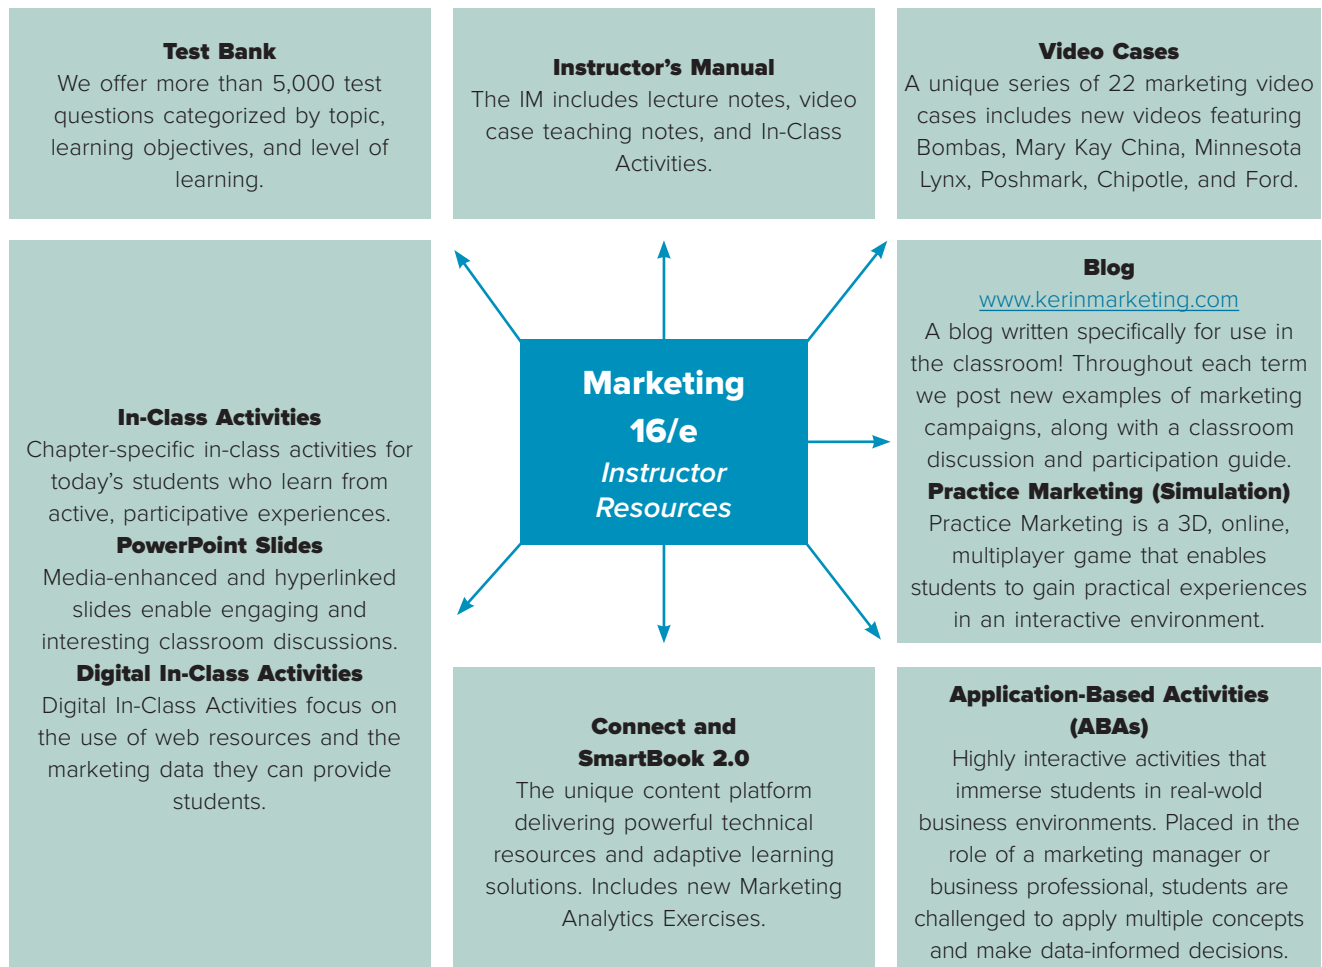 Test Bank
We offer more than 5,000 test
questions categorized by topic,
learning objectives, and level of
learning.
Instructor’s Manual
The IM includes lecture notes, video
case teaching notes, and In-Class
Activities.
Video Cases
A unique series of 22 marketing video
cases includes new videos featuring
Bombas, Mary Kay China, Minnesota
Lynx, Poshmark, Chipotle, and Ford.
In-Class Activities
Chapter-specific in-class activities for
today’s students who learn from
active, participative experiences.
PowerPoint Slides
Media-enhanced and hyperlinked
slides enable engaging and
interesting classroom discussions.
Digital In-Class Activities
Digital In-Class Activities focus on
the use of web resources and the
marketing data they can provide
students.
Marketing
16/e
Instructor
Resources
Blog
www.kerinmarketing.com
A blog written specifically for use in
the classroom! Throughout each term
we post new examples of marketing
campaigns, along with a classroom
discussion and participation guide.
Practice Marketing (Simulation)
Practice Marketing is a 3D, online,
multiplayer game that enables
students to gain practical experiences
in an interactive environment.
Connect and
SmartBook 2.0
The unique content platform
delivering powerful technical
resources and adaptive learning
solutions. Includes new Marketing
Analytics Exercises.
Application-Based Activities
(ABAs)
Highly interactive activities that
immerse students in real-wold
business environments. Placed in the
role of a marketing manager or
business professional, students are
challenged to apply multiple concepts
and make data-informed decisions.